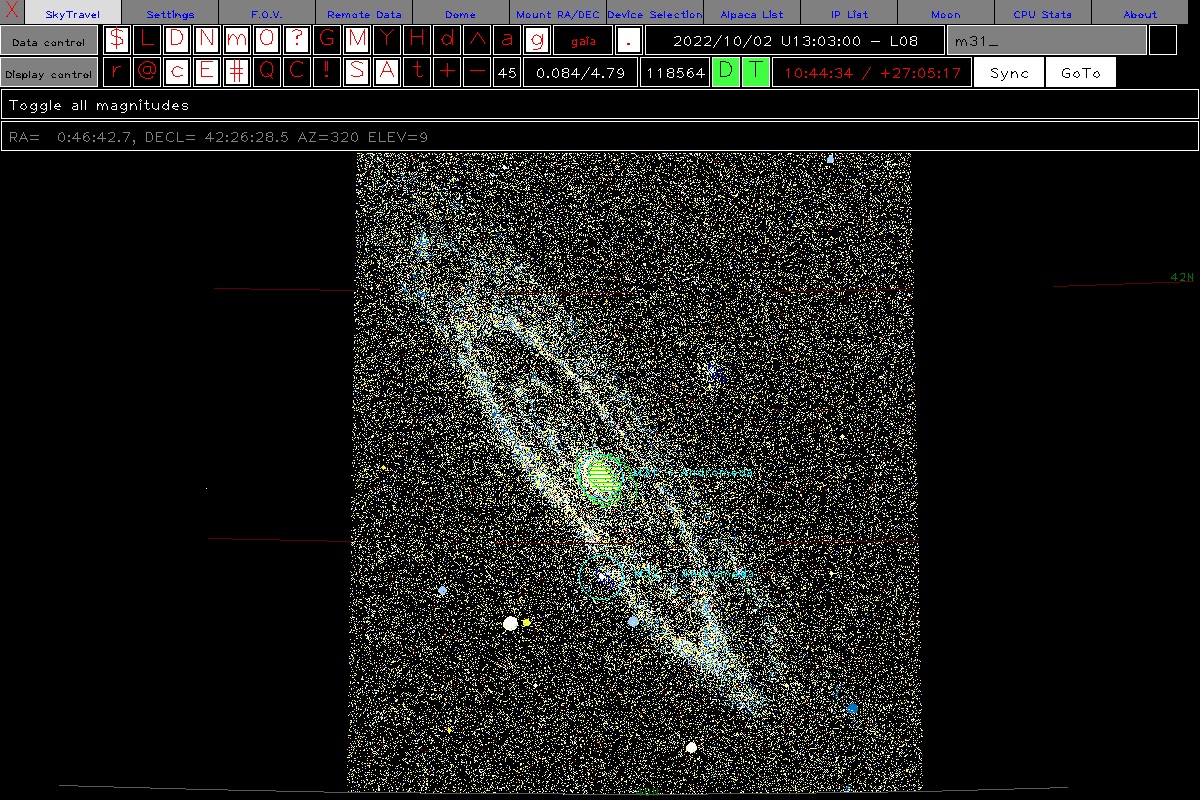 X SkyTravel Settings F.O.V. Remote Data Dome Mount RA/DEC Device Selection Alpaca List IP List Moon CPU Stats About
Data control $ L D N m O ? G M Y H d ^ a g gaia . 2022/10/02 U13:03:00 - L08 m31_
Display control r @ c E # Q C ! S A t + - 45 0.084/4.79 118564 D T 10:44:34 / +27:05:17 Sync GoTo
Toggle all magnitudes
RA= 0:46:42.7, DECL= 42:26:28.5 AZ=320 ELEV=9
42N
Andromeda
Andromeda